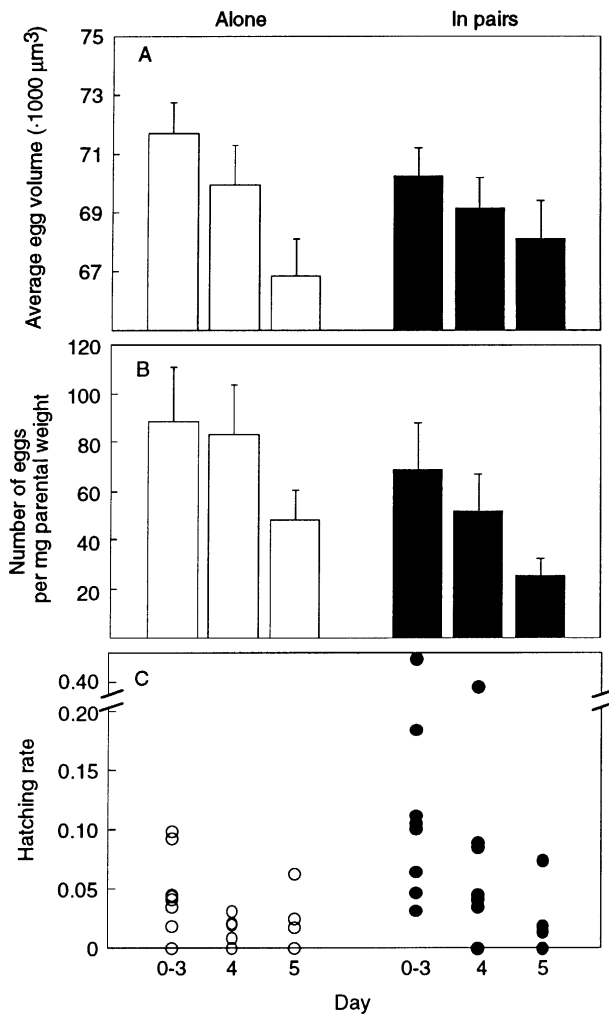 Alone In pairs
A
Average egg volume (·1000 μm³)
75
73
71
69
67
B
Number of eggs
per mg parental weight
120
100
80
60
40
20
C
Hatching rate
0.40
0.20
0.15
0.10
0.05
0
0-3 4 5 0-3 4 5
Day